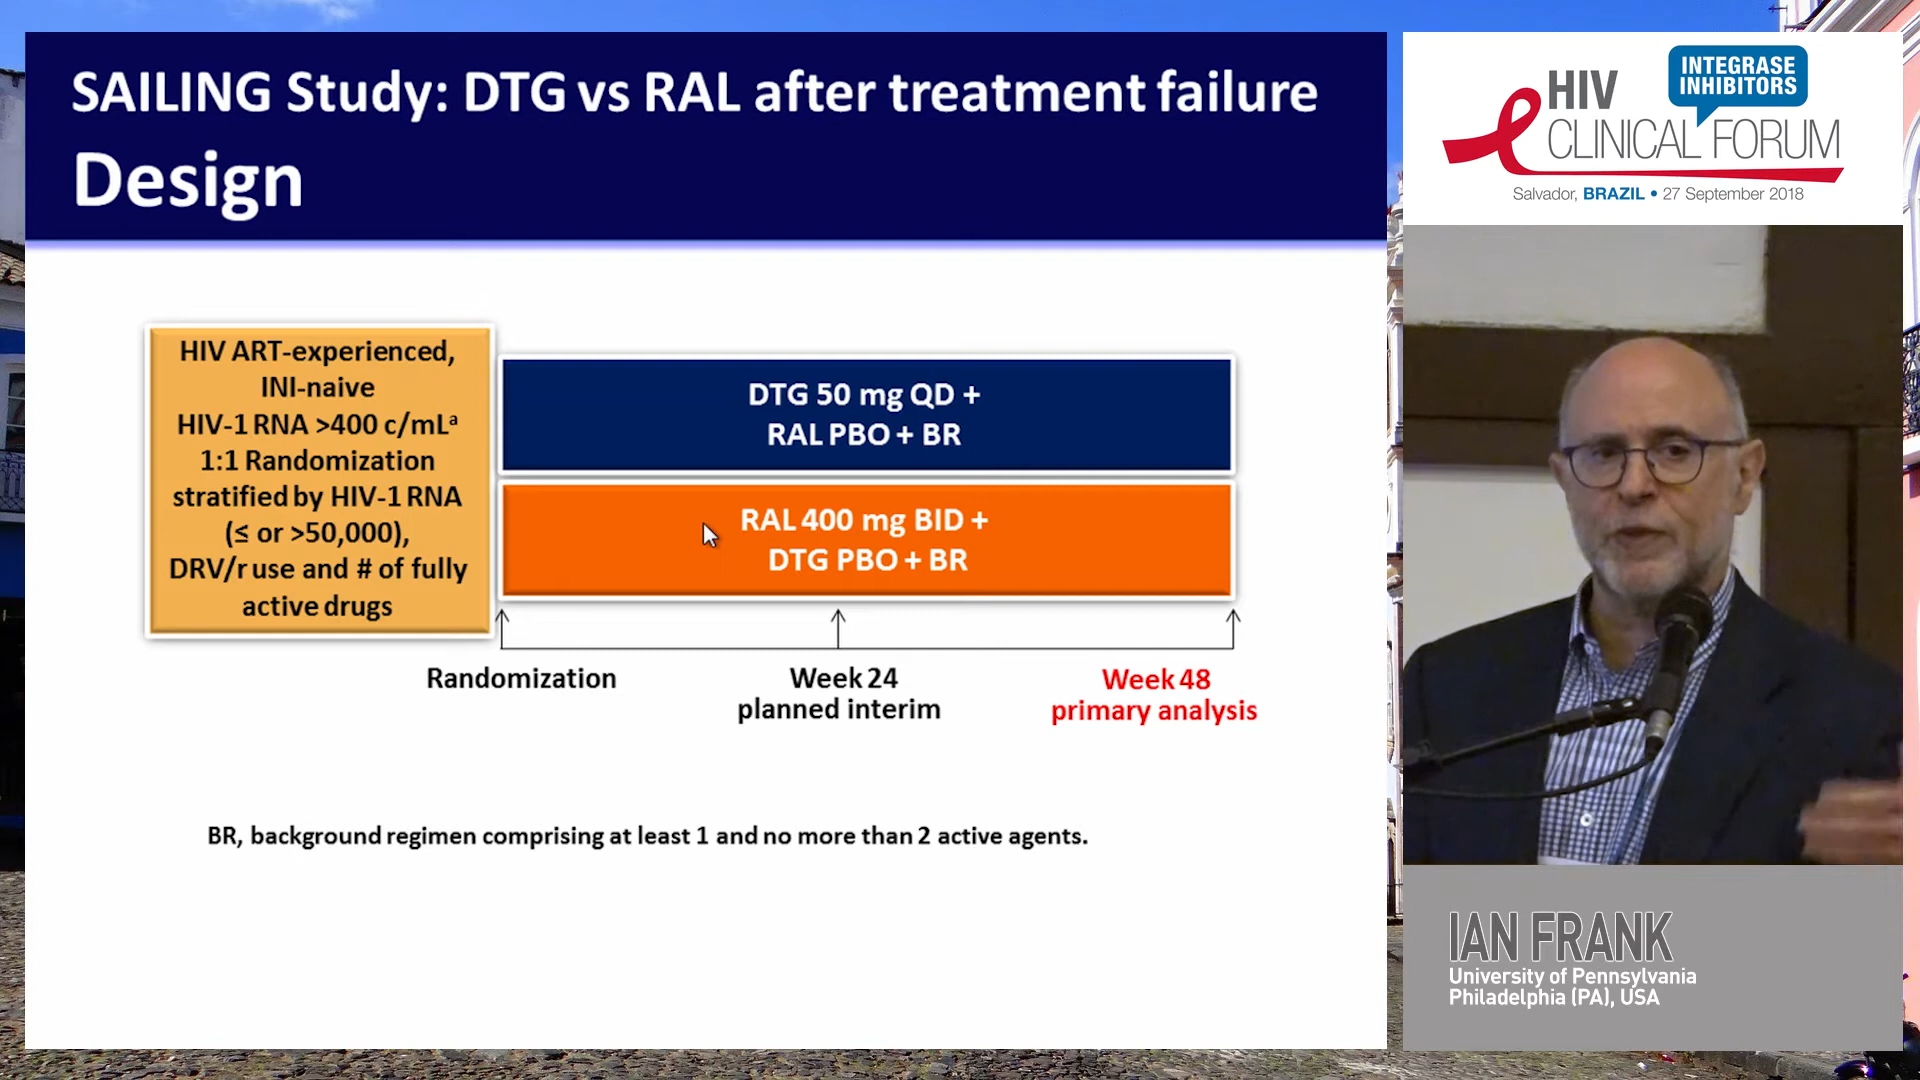 SAILING Study: DTG vs RAL after treatment failure
Design
HIV ART-experienced,
INI-naive
HIV-1 RNA >400 c/mLᵃ
1:1 Randomization
stratified by HIV-1 RNA
(≤ or >50,000),
DRV/r use and # of fully
active drugs
DTG 50 mg QD +
RAL PBO + BR
RAL 400 mg BID +
DTG PBO + BR
Randomization
Week 24
planned interim
Week 48
primary analysis
BR, background regimen comprising at least 1 and no more than 2 active agents.
INTEGRASE
INHIBITORS
HIV
CLINICAL FORUM
Salvador, BRAZIL • 27 September 2018
IAN FRANK
University of Pennsylvania
Philadelphia (PA), USA